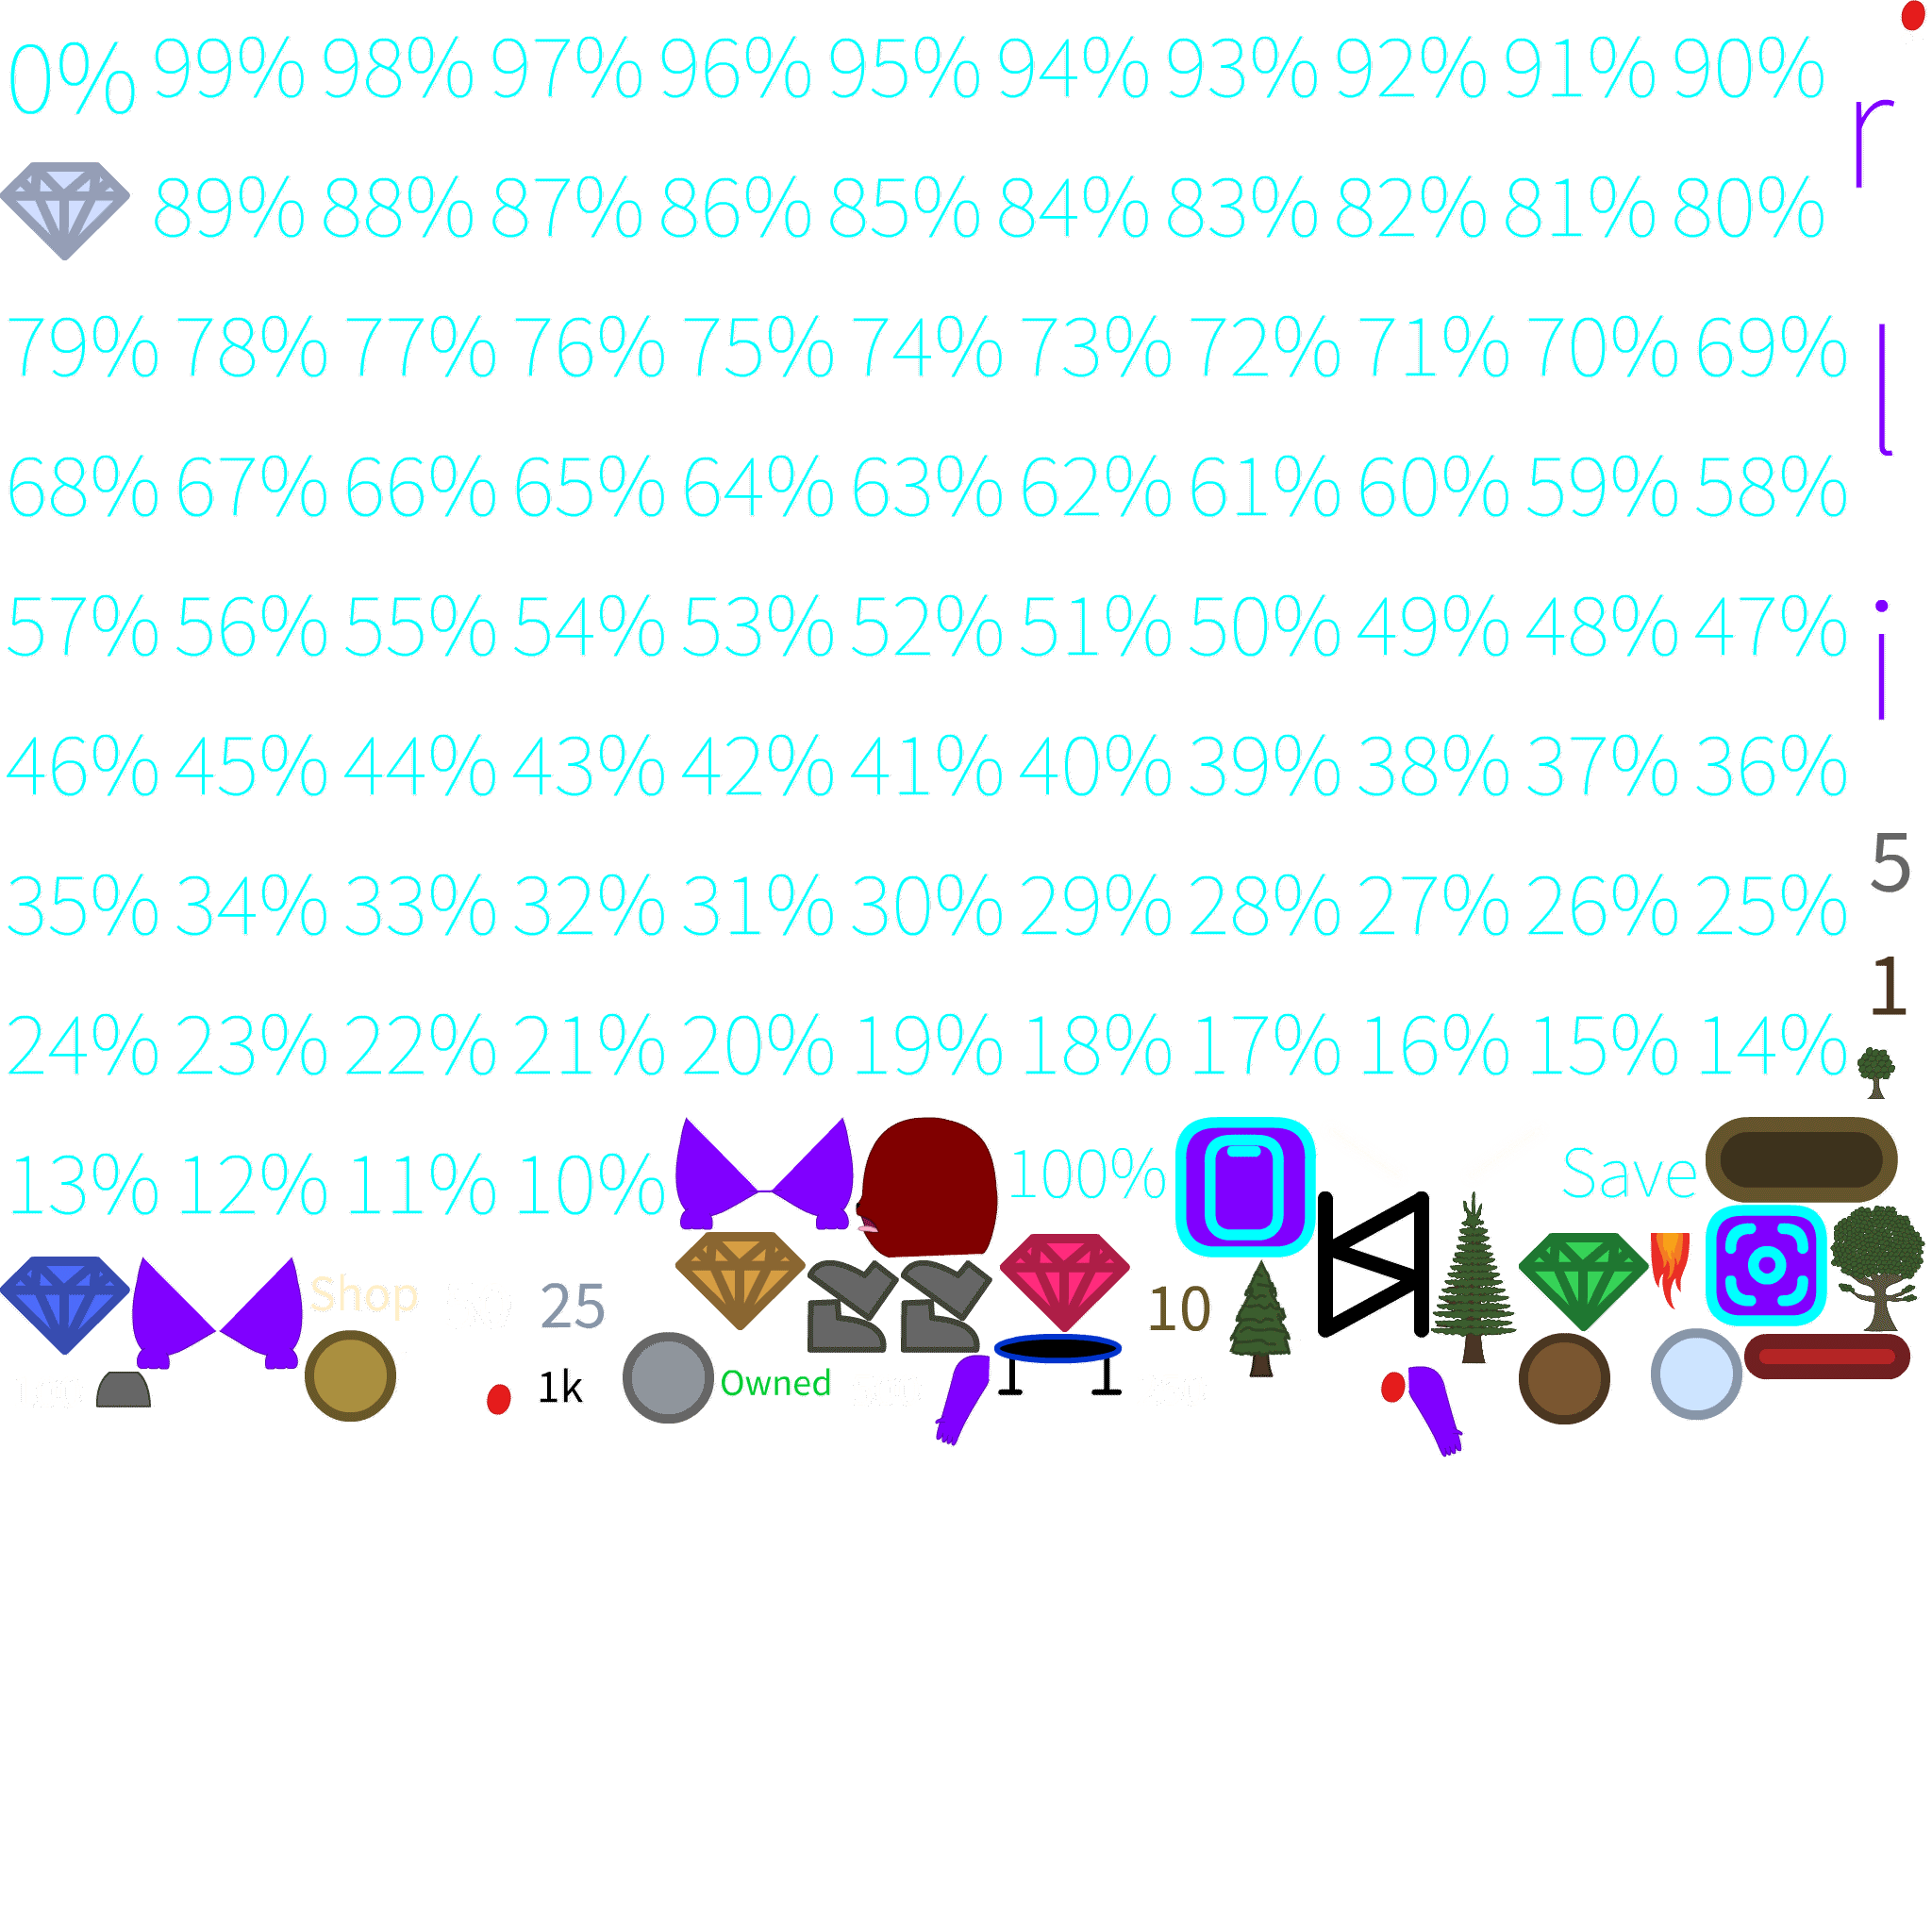 0% 99% 98% 97% 96% 95% 94% 93% 92% 91% 90%
r
89% 88% 87% 86% 85% 84% 83% 82% 81% 80%
79% 78% 77% 76% 75% 74% 73% 72% 71% 70% 69%
l
68% 67% 66% 65% 64% 63% 62% 61% 60% 59% 58%
57% 56% 55% 54% 53% 52% 51% 50% 49% 48% 47%
i
46% 45% 44% 43% 42% 41% 40% 39% 38% 37% 36%
5
35% 34% 33% 32% 31% 30% 29% 28% 27% 26% 25%
1
24% 23% 22% 21% 20% 19% 18% 17% 16% 15% 14%
13% 12% 11% 10% 100% Save
Shop 25 10
1k Owned